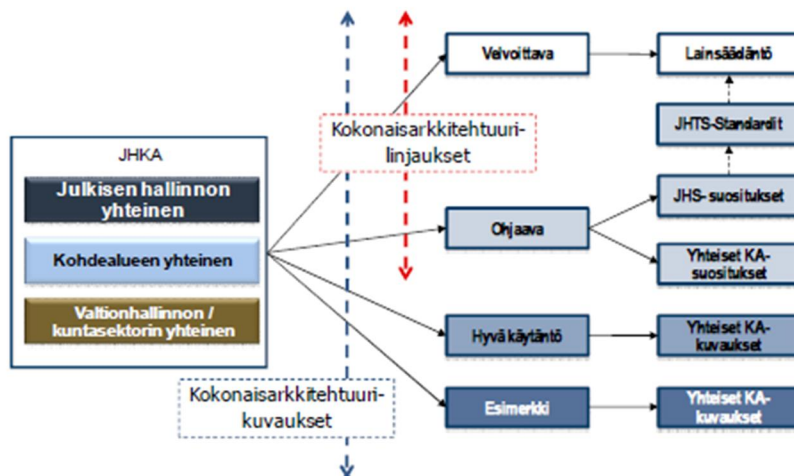 Velvoittava
Lainsäädäntö
Kokonaisarkkitehtuuri-
linjaukset
JHTS-Standardit
JHKA
Julkisen hallinnon
yhteinen
Kohdealueen yhteinen
Valtionhallinnon /
kuntasektorin yhteinen
JHS- suositukset
Ohjaava
Yhteiset KA-
suositukset
Hyvä käytäntö
Yhteiset KA-
kuvaukset
Kokonaisarkkitehtuuri-
kuvaukset
Esimerkki
Yhteiset KA-
kuvaukset